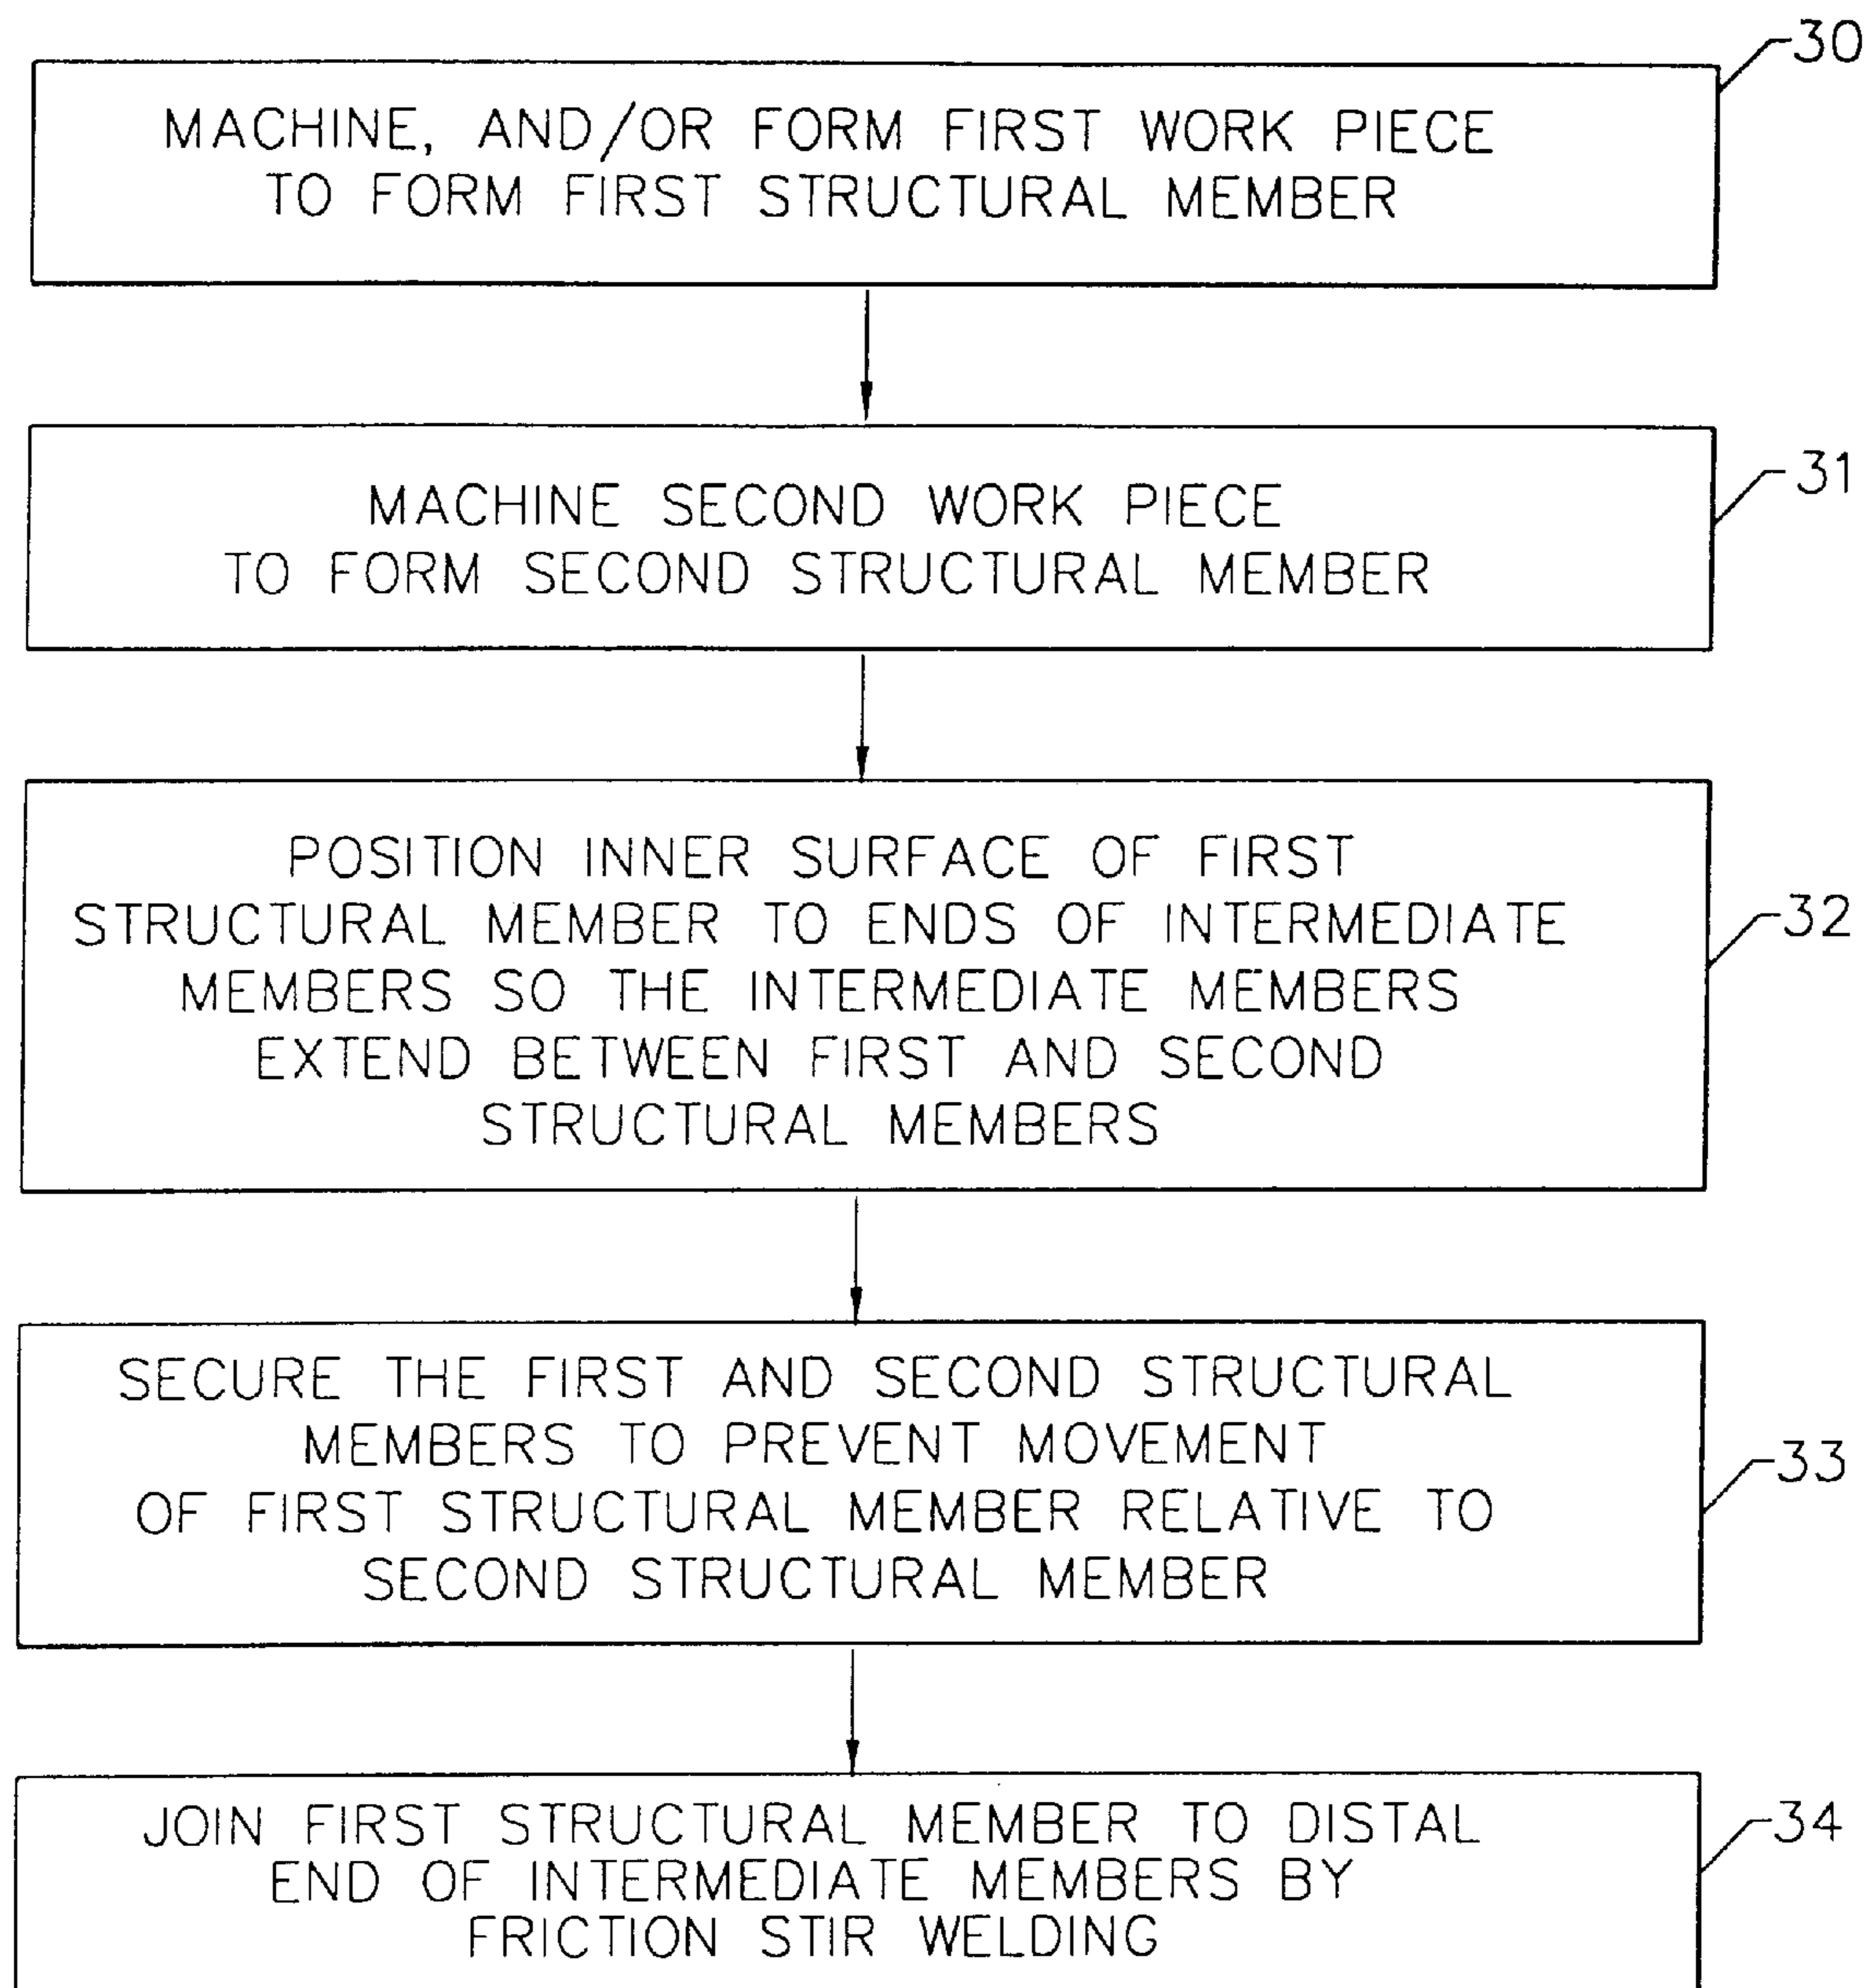 30
MACHINE, AND/OR FORM FIRST WORK PIECE
TO FORM FIRST STRUCTURAL MEMBER
31
MACHINE SECOND WORK PIECE
TO FORM SECOND STRUCTURAL MEMBER
32
POSITION INNER SURFACE OF FIRST
STRUCTURAL MEMBER TO ENDS OF INTERMEDIATE
MEMBERS SO THE INTERMEDIATE MEMBERS
EXTEND BETWEEN FIRST AND SECOND
STRUCTURAL MEMBERS
33
SECURE THE FIRST AND SECOND STRUCTURAL
MEMBERS TO PREVENT MOVEMENT
OF FIRST STRUCTURAL MEMBER RELATIVE TO
SECOND STRUCTURAL MEMBER
34
JOIN FIRST STRUCTURAL MEMBER TO DISTAL
END OF INTERMEDIATE MEMBERS BY
FRICTION STIR WELDING